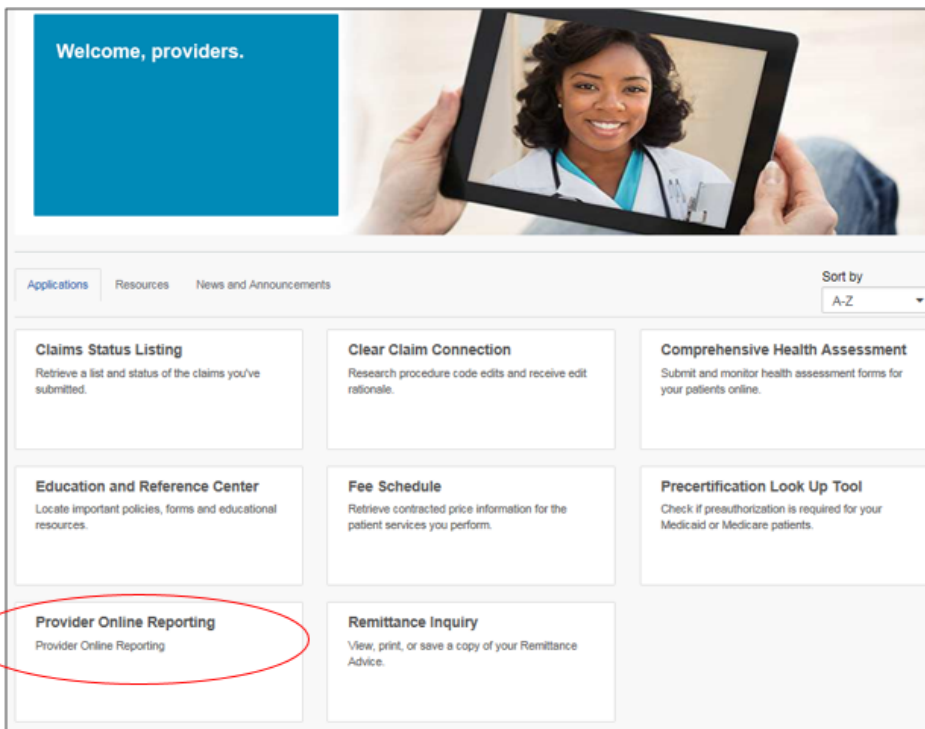 Welcome, providers.
Applications Resources News and Announcements
Sort by
A-Z
Claims Status Listing
Retrieve a list and status of the claims you've
submitted.
Clear Claim Connection
Research procedure code edits and receive edit
rationale.
Comprehensive Health Assessment
Submit and monitor health assessment forms for
your patients online.
Education and Reference Center
Locate important policies, forms and educational
resources.
Fee Schedule
Retrieve contracted price information for the
patient services you perform.
Precertification Look Up Tool
Check if preauthorization is required for your
Medicaid or Medicare patients.
Provider Online Reporting
Provider Online Reporting
Remittance Inquiry
View, print, or save a copy of your Remittance
Advice.